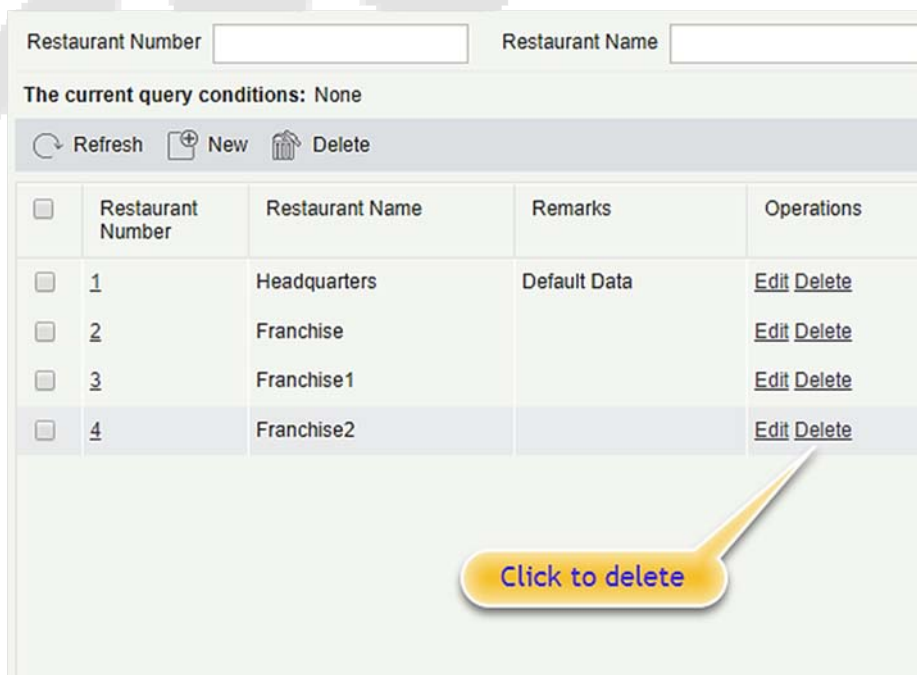 Restaurant Number Restaurant Name
The current query conditions: None
Refresh New Delete
Restaurant Number Restaurant Name Remarks Operations
1 Headquarters Default Data Edit Delete
2 Franchise Edit Delete
3 Franchise1 Edit Delete
4 Franchise2 Edit Delete
Click to delete